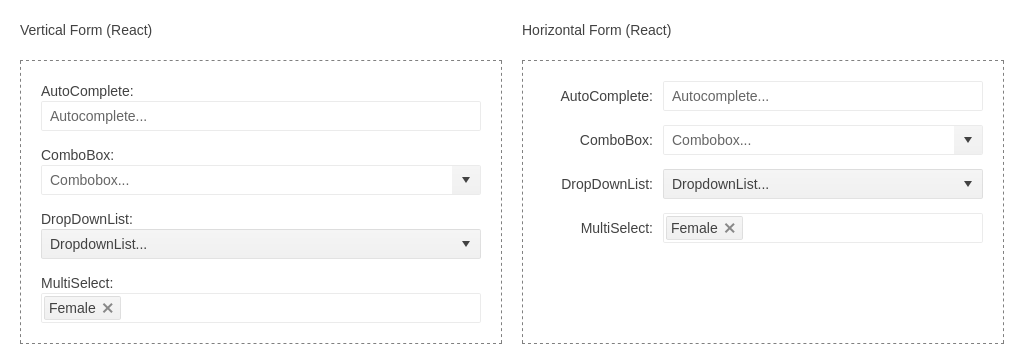 Vertical Form (React)
AutoComplete:
Autocomplete...
ComboBox:
Combobox...
DropDownList:
DropdownList...
MultiSelect:
Female
Horizontal Form (React)
AutoComplete: Autocomplete...
ComboBox: Combobox...
DropDownList: DropdownList...
MultiSelect: Female